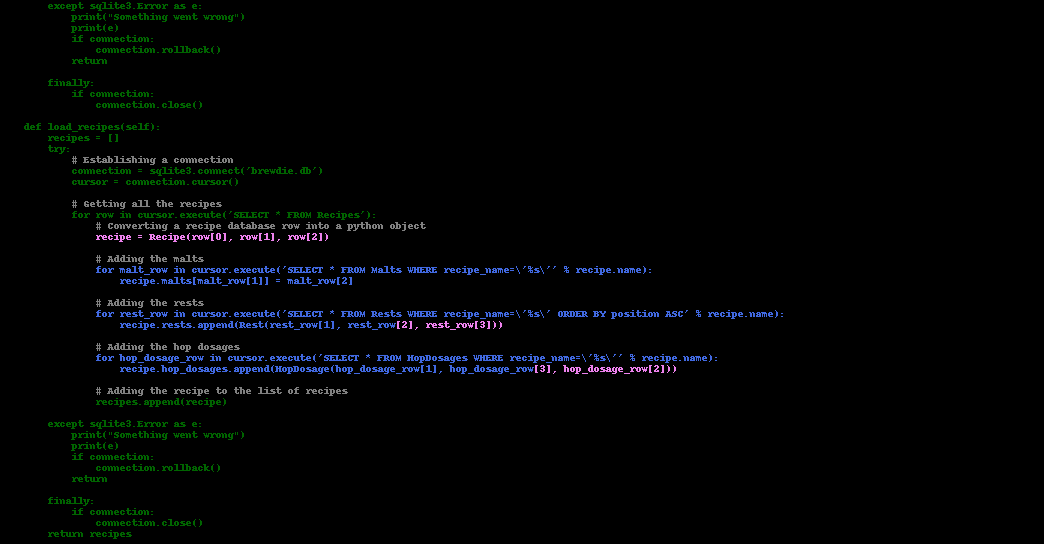 except sqlite3.Error as e:
print("Something went wrong")
print(e)
if connection:
connection.rollback()
return
finally:
if connection:
connection.close()
def load_recipes(self):
recipes = []
try:
# Establishing a connection
connection = sqlite3.connect('brewdie.db')
cursor = connection.cursor()
# Getting all the recipes
for row in cursor.execute('SELECT * FROM Recipes'):
# Converting a recipe database row into a python object
recipe = Recipe(row[0], row[1], row[2])
# Adding the malts
for malt_row in cursor.execute('SELECT * FROM Malts WHERE recipe_name=\'%s\'' % recipe.name):
recipe.malts[malt_row[1]] = malt_row[2]
# Adding the rests
for rest_row in cursor.execute('SELECT * FROM Rests WHERE recipe_name=\'%s\' ORDER BY position ASC' % recipe.name):
recipe.rests.append(Rest(rest_row[1], rest_row[2], rest_row[3]))
# Adding the hop dosages
for hop_dosage_row in cursor.execute('SELECT * FROM HopDosages WHERE recipe_name=\'%s\'' % recipe.name):
recipe.hop_dosages.append(HopDosage(hop_dosage_row[1], hop_dosage_row[3], hop_dosage_row[2]))
# Adding the recipe to the list of recipes
recipes.append(recipe)
except sqlite3.Error as e:
print("Something went wrong")
print(e)
if connection:
connection.rollback()
return
finally:
if connection:
connection.close()
return recipes